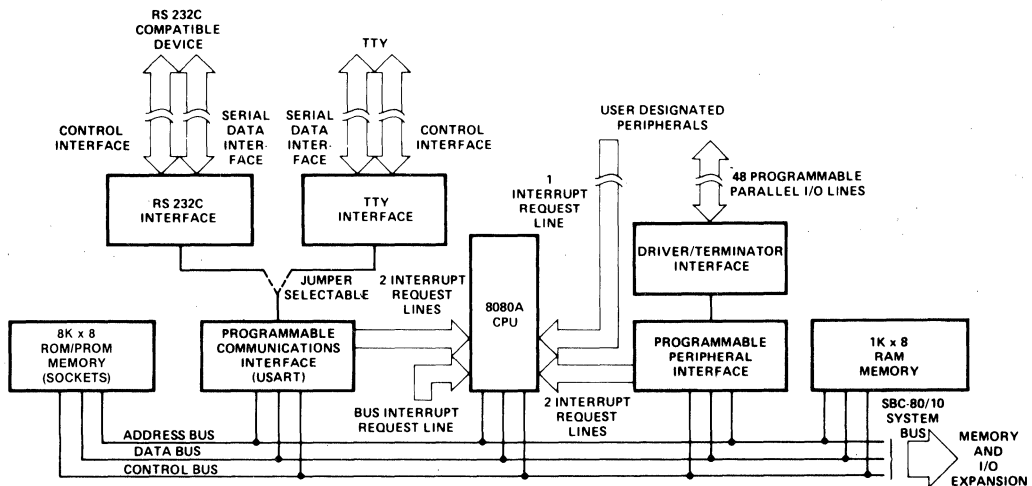 RS 232C
COMPATIBLE
DEVICE
TTY
CONTROL
INTERFACE
SERIAL
DATA
INTER-
FACE
SERIAL
DATA
INTER-
FACE
CONTROL
INTERFACE
USER DESIGNATED
PERIPHERALS
48 PROGRAMMABLE
PARALLEL I/O LINES
1
INTERRUPT
REQUEST
LINE
RS 232C
INTERFACE
TTY
INTERFACE
DRIVER/TERMINATOR
INTERFACE
JUMPER
SELECTABLE
2 INTERRUPT
REQUEST
LINES
8080A
CPU
8K x 8
ROM/PROM
MEMORY
(SOCKETS)
PROGRAMMABLE
COMMUNICATIONS
INTERFACE
(USART)
PROGRAMMABLE
PERIPHERAL
INTERFACE
1K x 8
RAM
MEMORY
BUS INTERRUPT
REQUEST LINE
2 INTERRUPT
REQUEST
LINES
SBC-80/10
SYSTEM
BUS
ADDRESS BUS
DATA BUS
CONTROL BUS
MEMORY
AND
I/O
EXPANSION